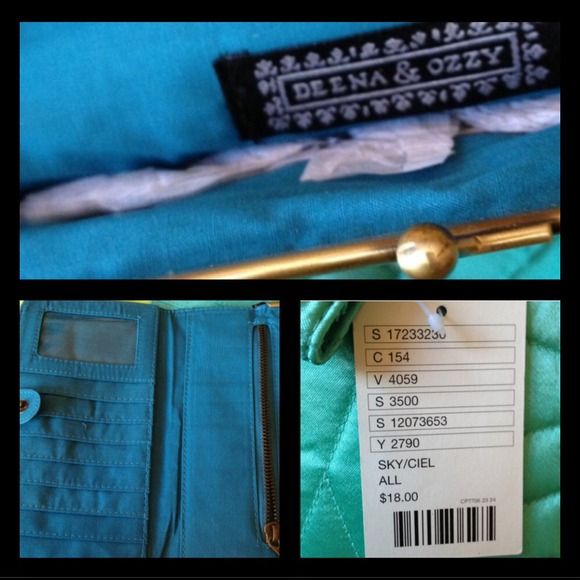 DEENA & OZZY
S 17233230
C 154
V 4059
S 3500
S 12073653
Y 2790
SKY/CIEL
ALL
$18.00